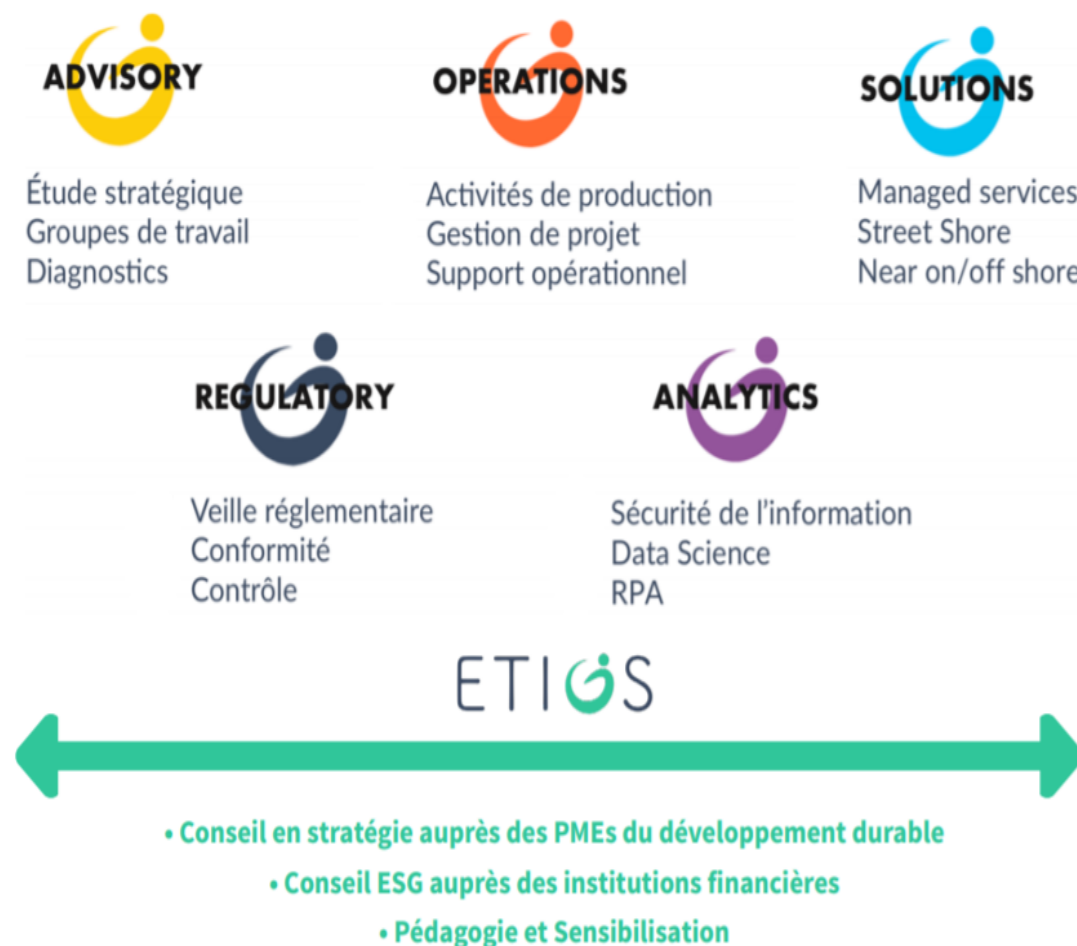 ADVISORY
OPERATIONS
SOLUTIONS
Étude stratégique
Groupes de travail
Diagnostics
Activités de production
Gestion de projet
Support opérationnel
Managed services
Street Shore
Near on/off shore
REGULATORY
ANALYTICS
Veille réglementaire
Conformité
Contrôle
Sécurité de l'information
Data Science
RPA
ETIOS
• Conseil en stratégie auprès des PMEs du développement durable
• Conseil ESG auprès des institutions financières
• Pédagogie et Sensibilisation